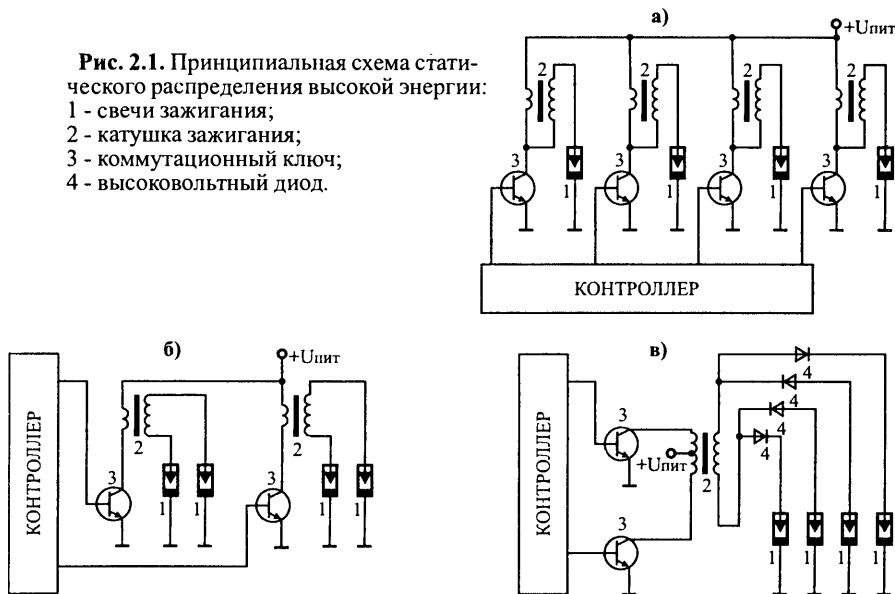 Рис. 2.1. Принципиальная схема стати-
ческого распределения высокой энергии:
1 - свечи зажигания;
2 - катушка зажигания;
3 - коммутационный ключ;
4 - высоковольтный диод.
а)
+Uпит
2
2
2
2
3
3
3
3
1
1
1
1
КОНТРОЛЛЕР
б)
+Uпит
КОНТРОЛЛЕР
2
2
3
3
1
1
1
1
в)
КОНТРОЛЛЕР
4
4
4
4
3
+Uпит
2
3
1
1
1
1